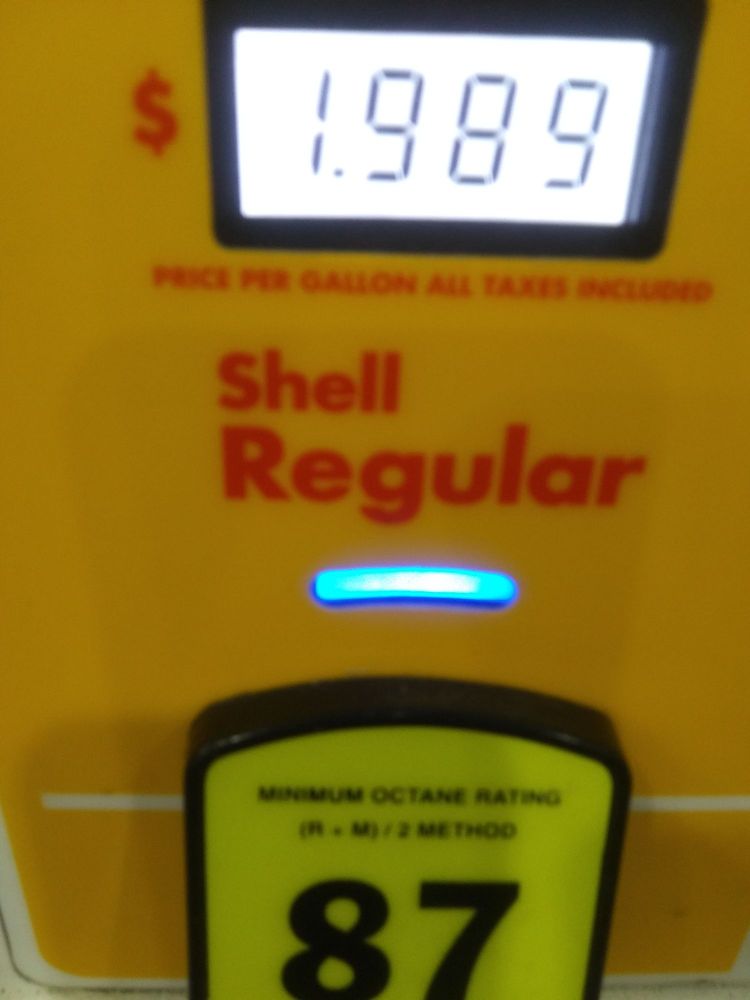 $ 1.989
PRICE PER GALLON ALL TAXES INCLUDED
Shell
Regular
MINIMUM OCTANE RATING
(R + M) / 2 METHOD
87